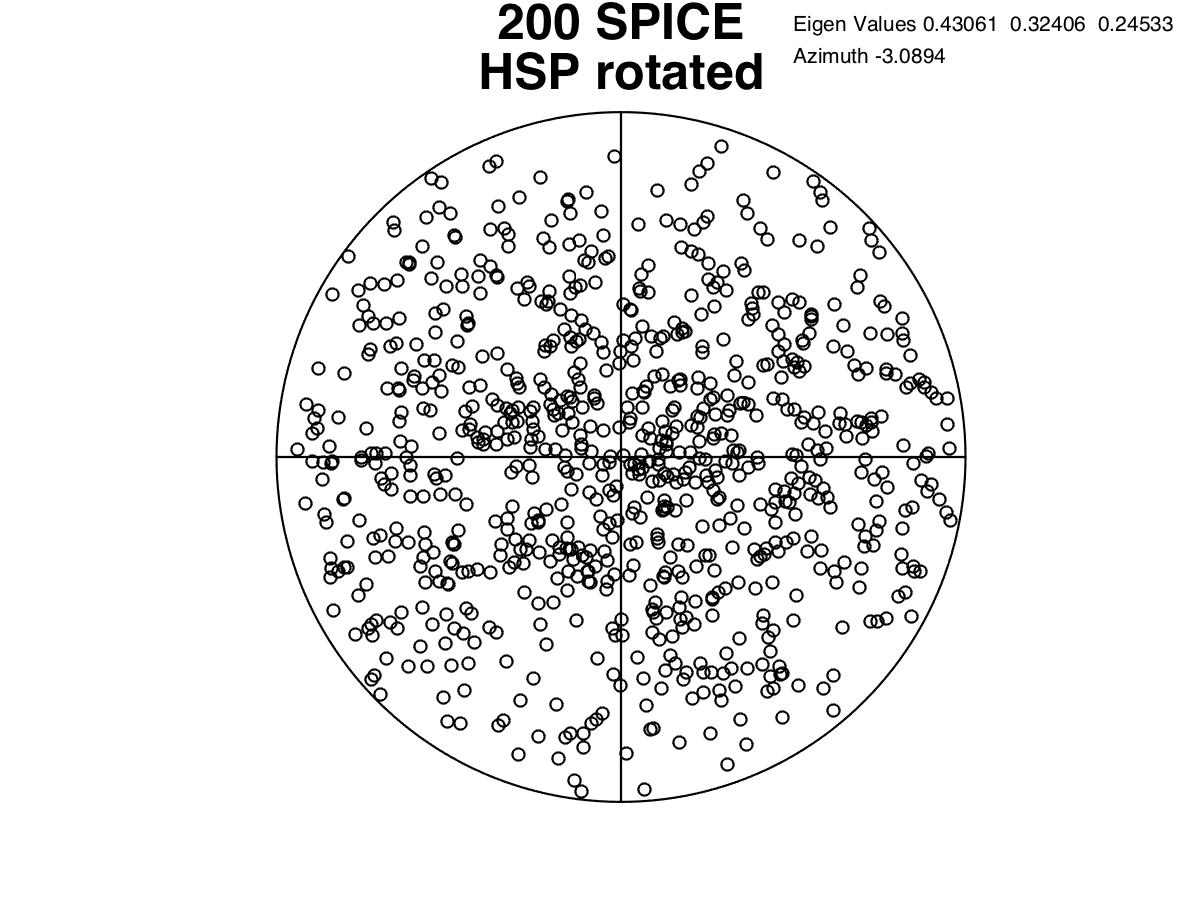 200 SPICE
HSP rotated
Eigen Values 0.43061  0.32406  0.24533
Azimuth -3.0894